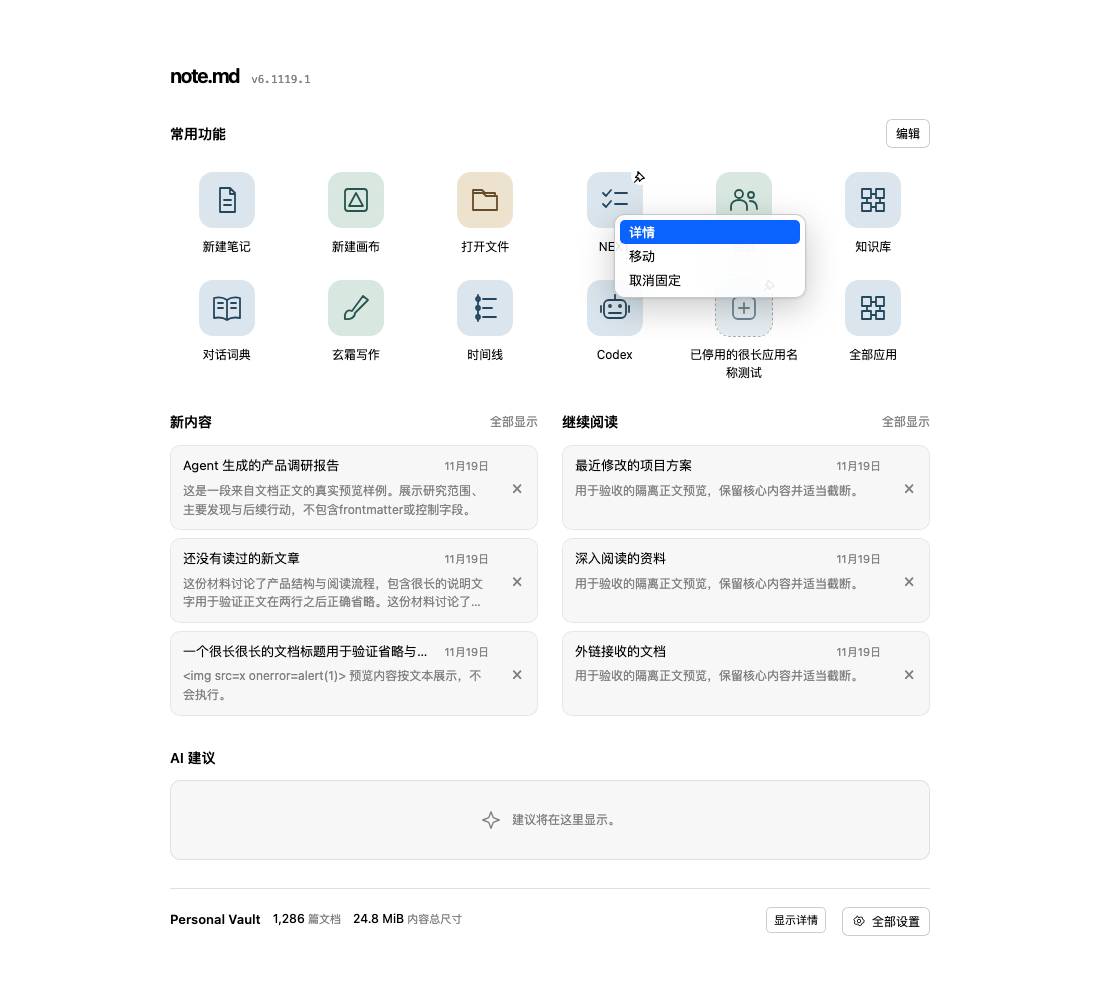 note.md v6.1119.1
常用功能
编辑
新建笔记
新建画布
打开文件
知识库
详情
移动
取消固定
对话词典
玄霜写作
时间线
Codex
已停用的很长应用名
称测试
全部应用
新内容
全部显示
Agent 生成的产品调研报告
11月19日
这是一段来自文档正文的真实预览样例。展示研究范围、
主要发现与后续行动，不包含frontmatter或控制字段。
还没有读过的新文章
11月19日
这份材料讨论了产品结构与阅读流程，包含很长的说明文
字用于验证正文在两行之后正确省略。这份材料讨论了...
一个很长很长的文档标题用于验证省略与...
11月19日
<img src=x onerror=alert(1)> 预览内容按文本展示，不
会执行。
继续阅读
全部显示
最近修改的项目方案
11月19日
用于验收的隔离正文预览，保留核心内容并适当截断。
深入阅读的资料
11月19日
用于验收的隔离正文预览，保留核心内容并适当截断。
外链接收的文档
11月19日
用于验收的隔离正文预览，保留核心内容并适当截断。
AI 建议
建议将在这里显示。
Personal Vault 1,286 篇文档 24.8 MiB 内容总尺寸
显示详情
全部设置